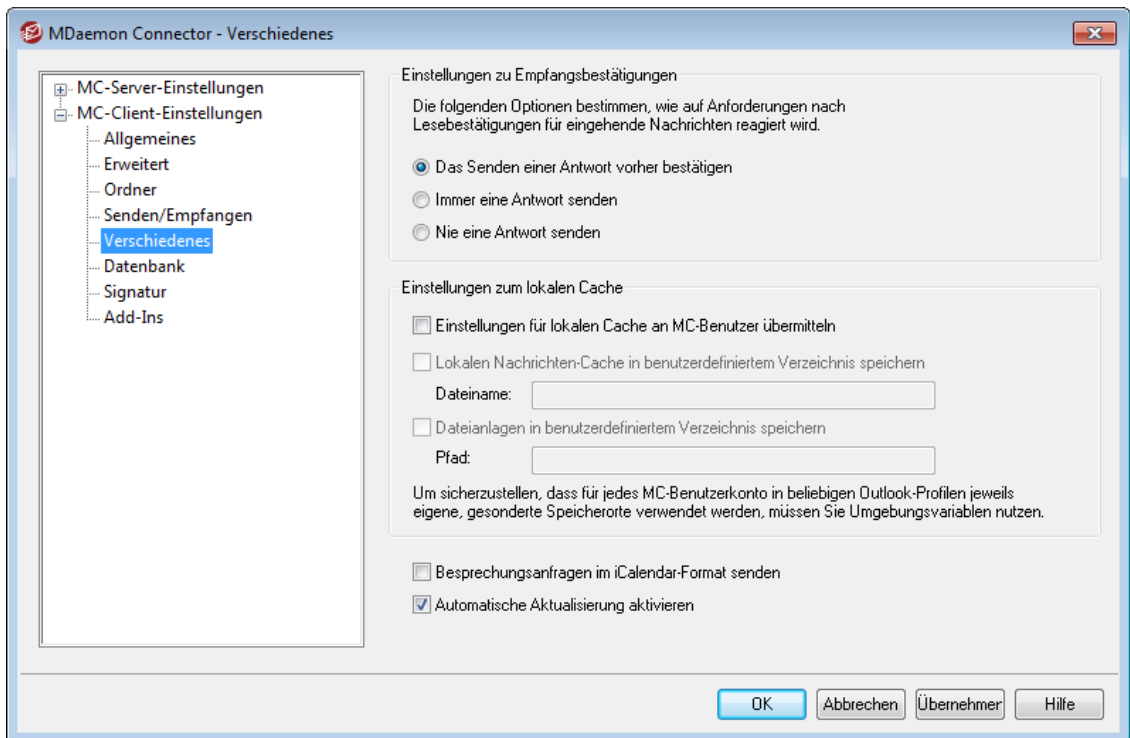 MDaemon Connector - Verschiedenes
MC-Server-Einstellungen
MC-Client-Einstellungen
Allgemeines
Erweitert
Ordner
Senden/Empfangen
Verschiedenes
Datenbank
Signatur
Add-Ins
Einstellungen zu Empfangsbestätigungen
Die folgenden Optionen bestimmen, wie auf Anforderungen nach
Lesebestätigungen für eingehende Nachrichten reagiert wird.
Das Senden einer Antwort vorher bestätigen
Immer eine Antwort senden
Nie eine Antwort senden
Einstellungen zum lokalen Cache
Einstellungen für lokalen Cache an MC-Benutzer übermitteln
Lokalen Nachrichten-Cache in benutzerdefiniertem Verzeichnis speichern
Dateiname:
Dateianlagen in benutzerdefiniertem Verzeichnis speichern
Pfad:
Um sicherzustellen, dass für jedes MC-Benutzerkonto in beliebigen Outlook-Profilen jeweils
eigene, gesonderte Speicherorte verwendet werden, müssen Sie Umgebungsvariablen nutzen.
Besprechungsanfragen im iCalendar-Format senden
Automatische Aktualisierung aktivieren
OK
Abbrechen
Übernehmer
Hilfe